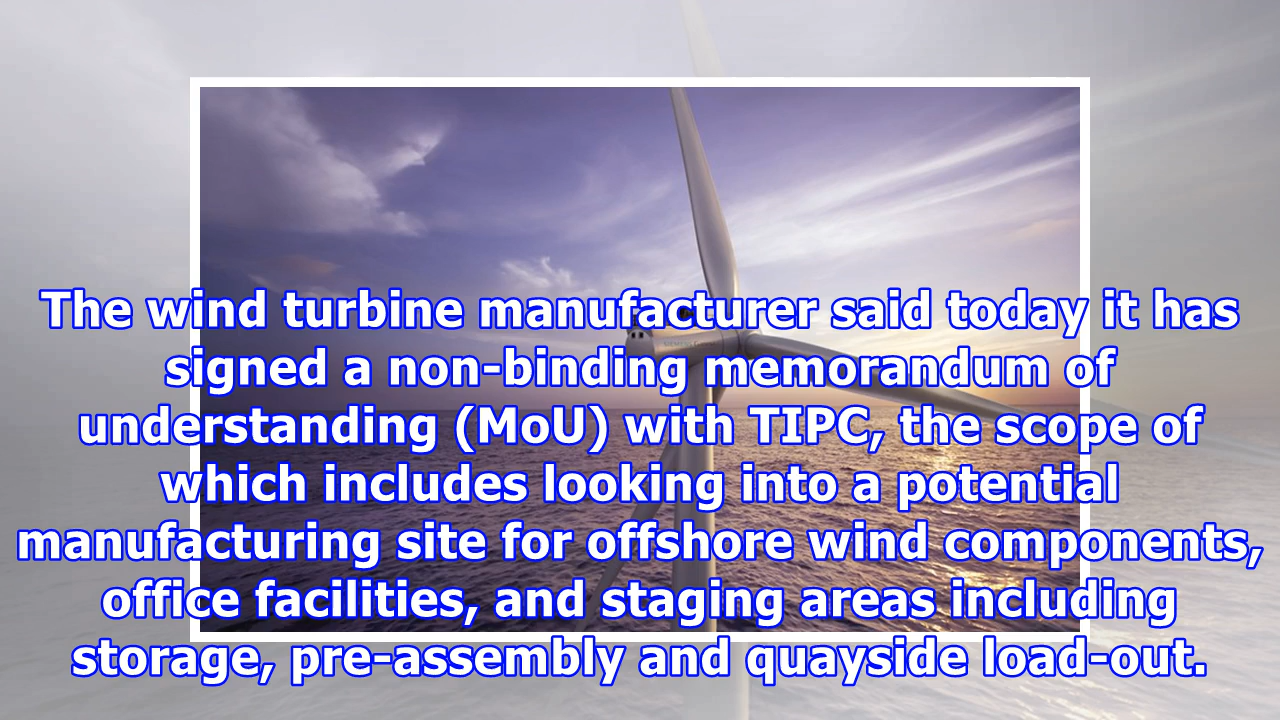 The wind turbine manufacturer said today it has
signed a non-binding memorandum of
understanding (MoU) with TIPC, the scope of
which includes looking into a potential
manufacturing site for offshore wind components,
office facilities, and staging areas including
storage, pre-assembly and quayside load-out.